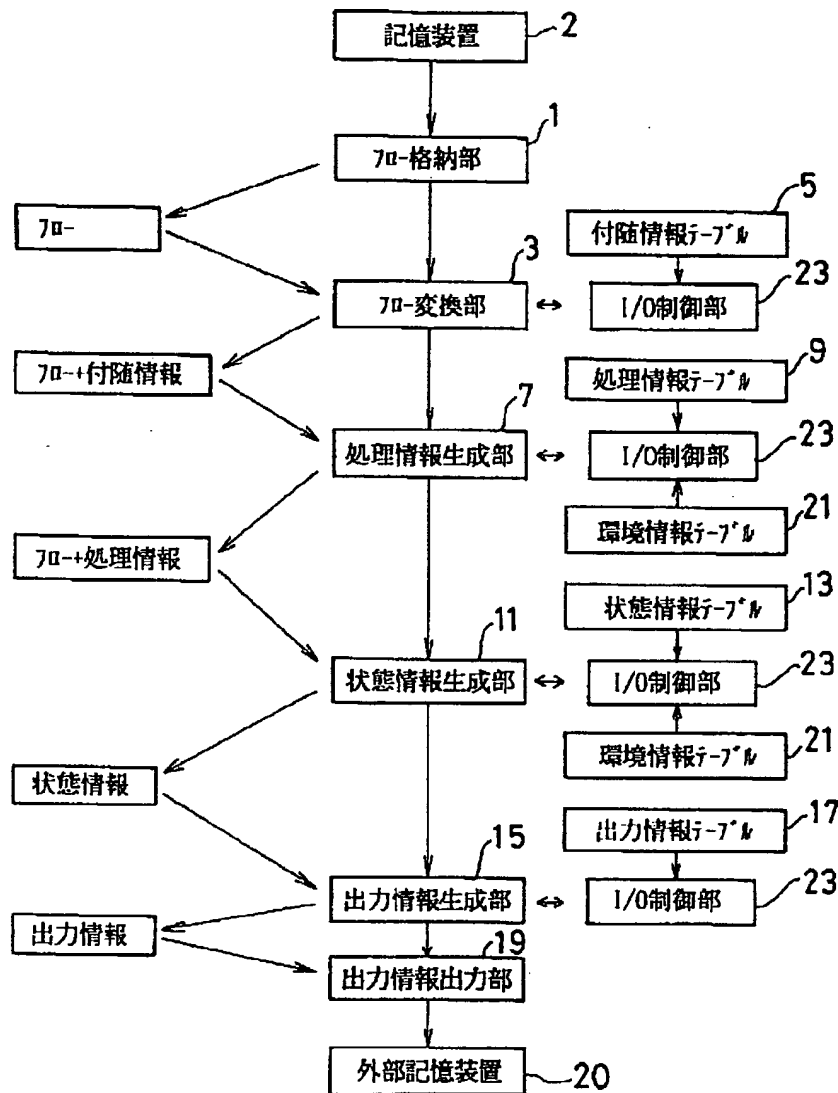 記憶装置
2
1
フロー格納部
5
フロー
付随情報テーブル
3
23
フロー変換部
I/O制御部
フロー+付随情報
9
処理情報テーブル
7
23
処理情報生成部
I/O制御部
21
環境情報テーブル
フロー+処理情報
13
状態情報テーブル
11
23
状態情報生成部
I/O制御部
21
環境情報テーブル
状態情報
17
出力情報テーブル
15
23
出力情報生成部
I/O制御部
出力情報
19
出力情報出力部
外部記憶装置
20